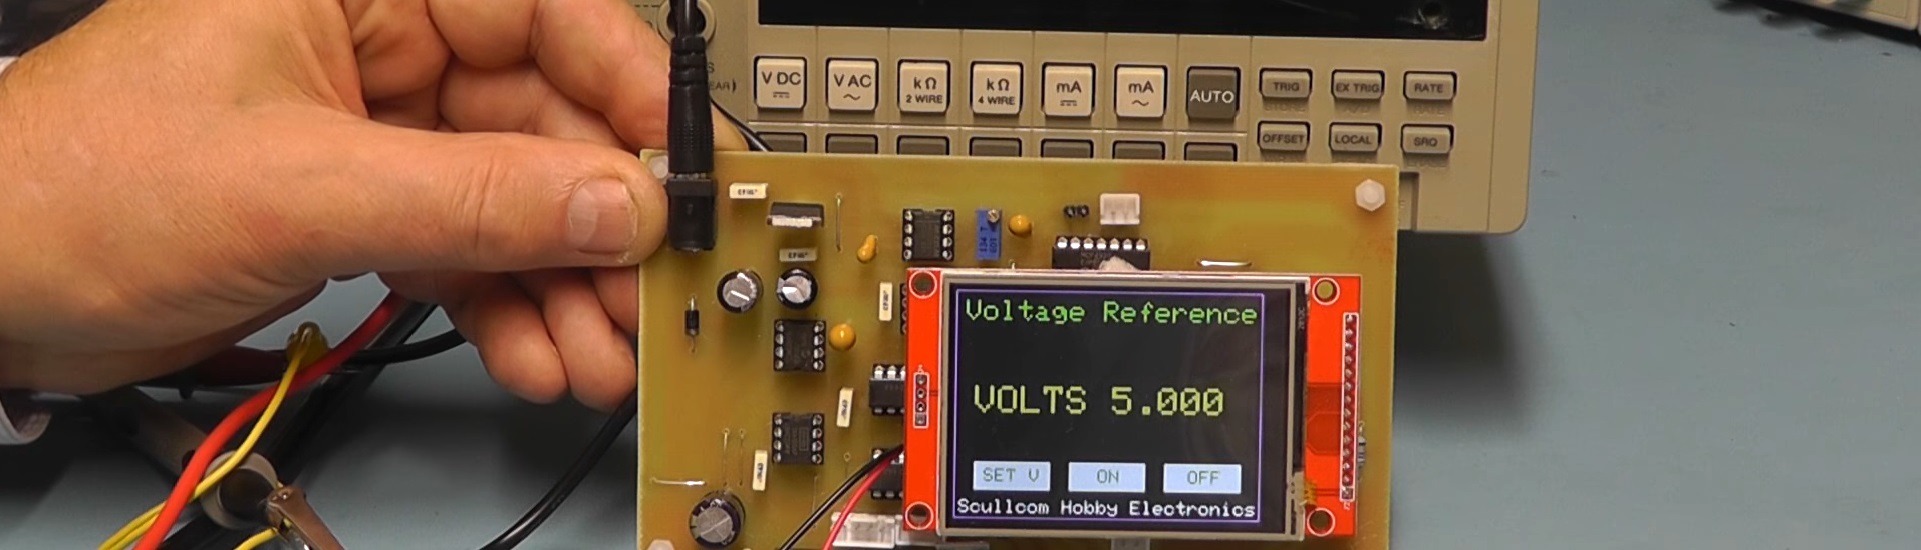 V DC
V AC
kΩ
2 WIRE
kΩ
4 WIRE
mA
mA
AUTO
TRIG
EX TRIG
RATE
OFFSET
LOCAL
SRQ
Voltage Reference
VOLTS 5.000
SET V
ON
OFF
Scullcom Hobby Electronics